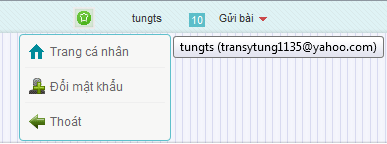 tungts 10 Gửi bài
Trang cá nhân
tungts (transytung1135@yahoo.com)
Đổi mật khẩu
Thoát